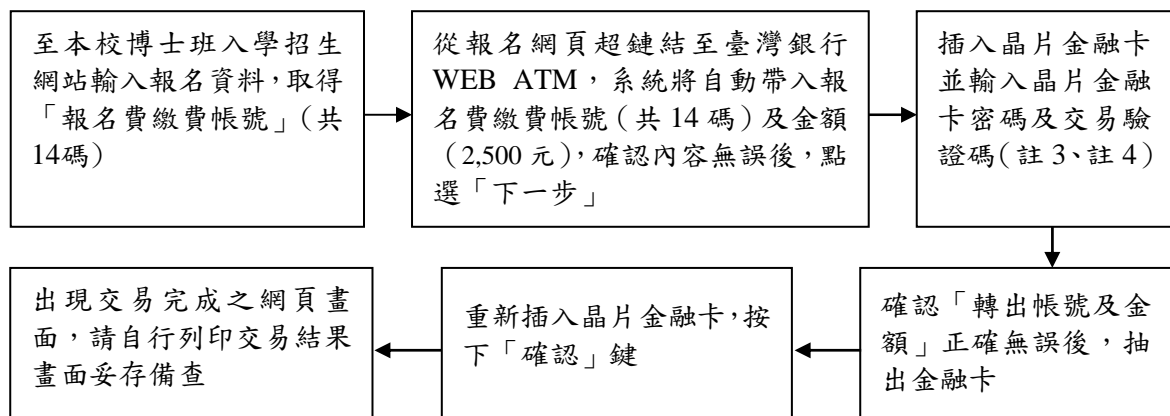 至本校博士班入學招生
網站輸入報名資料,取得
「報名費繳費帳號」(共
14碼)
從報名網頁超鏈結至臺灣銀行
WEB ATM,系統將自動帶入報
名費繳費帳號(共 14 碼)及金額
(2,500 元),確認內容無誤後,點
選「下一步」
插入晶片金融卡
並輸入晶片金融
卡密碼及交易驗
證碼(註 3、註 4)
確認「轉出帳號及金
額」正確無誤後,抽
出金融卡
重新插入晶片金融卡,按
下「確認」鍵
出現交易完成之網頁畫
面,請自行列印交易結果
畫面妥存備查